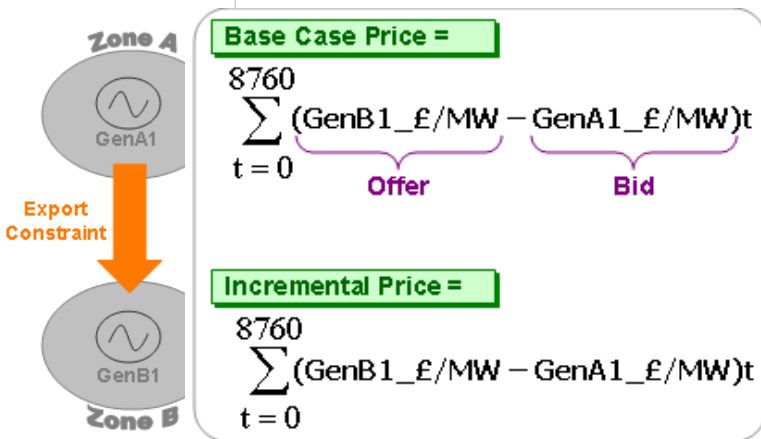 Zone A
GenA1
Export
Constraint
GenB1
Zone B
Base Case Price =
8760
∑(GenB1_£/MW – GenA1_£/MW)t
t = 0
Offer
Bid
Incremental Price =
8760
∑(GenB1_£/MW – GenA1_£/MW)t
t = 0